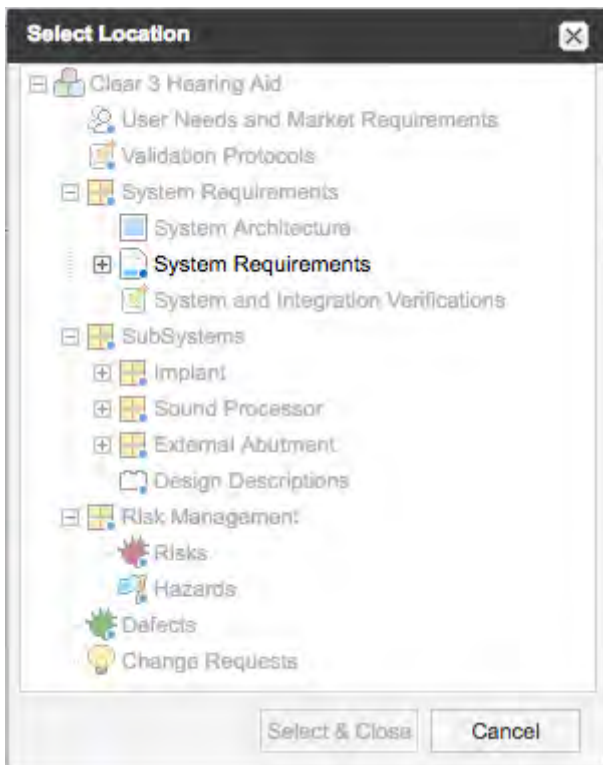 Select Location
Clear 3 Hearing Aid
User Needs and Market Requirements
Validation Protocols
System Requirements
System Architecture
System Requirements
System and Integration Verifications
SubSystems
Implant
Sound Processor
External Abutment
Design Descriptions
Risk Management
Risks
Hazards
Defects
Change Requests
Select & Close Cancel